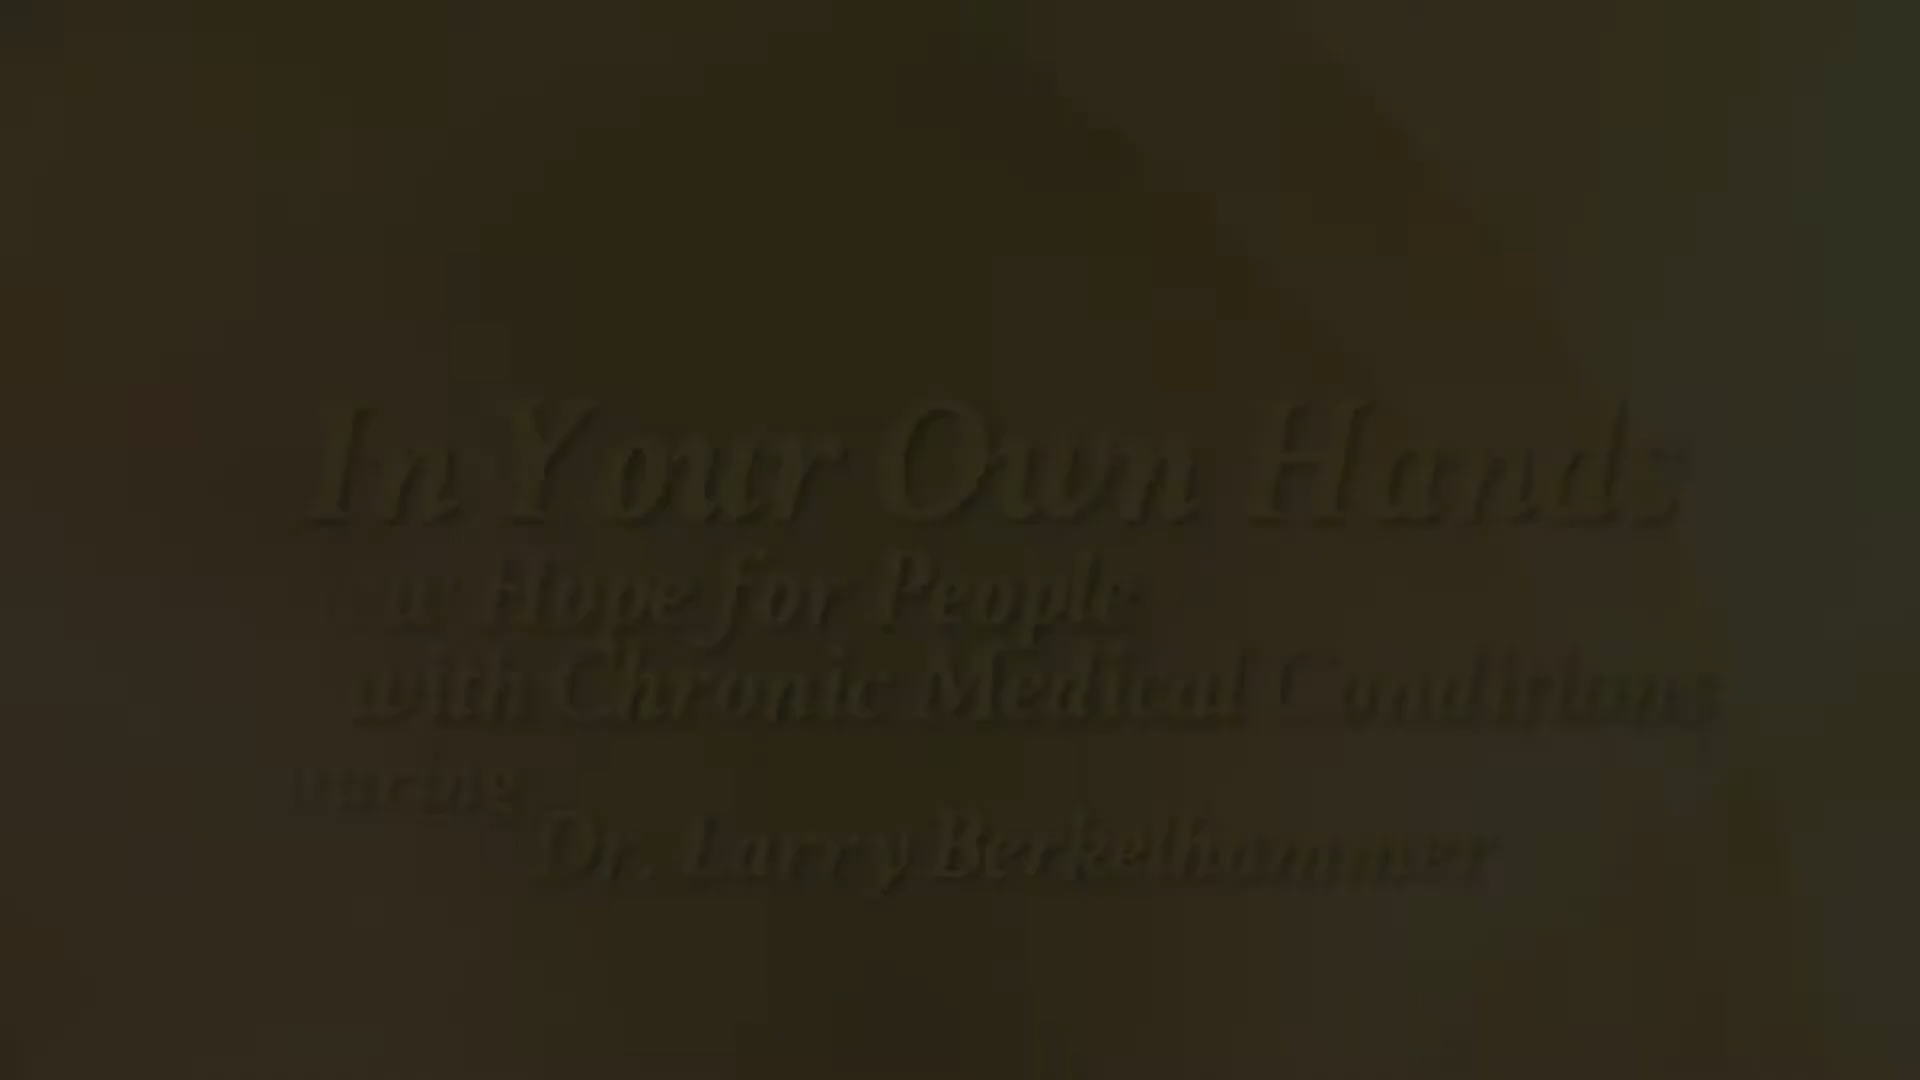 In Your Own Hands
Hope for People
with Chronic Medical Conditions
Dr. Larry Berkelhammer